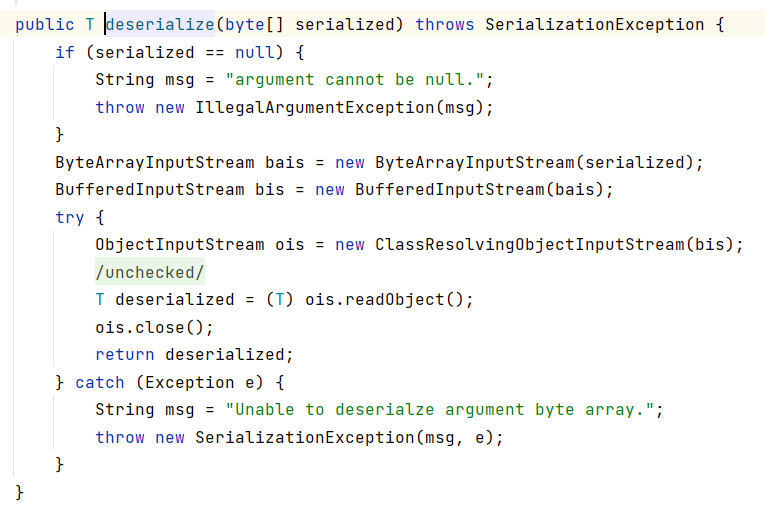 public T deserialize(byte[] serialized) throws SerializationException {
    if (serialized == null) {
        String msg = "argument cannot be null.";
        throw new IllegalArgumentException(msg);
    }
    ByteArrayInputStream bais = new ByteArrayInputStream(serialized);
    BufferedInputStream bis = new BufferedInputStream(bais);
    try {
        ObjectInputStream ois = new ClassResolvingObjectInputStream(bis);
        /unchecked/
        T deserialized = (T) ois.readObject();
        ois.close();
        return deserialized;
    } catch (Exception e) {
        String msg = "Unable to deserialze argument byte array.";
        throw new SerializationException(msg, e);
    }
}